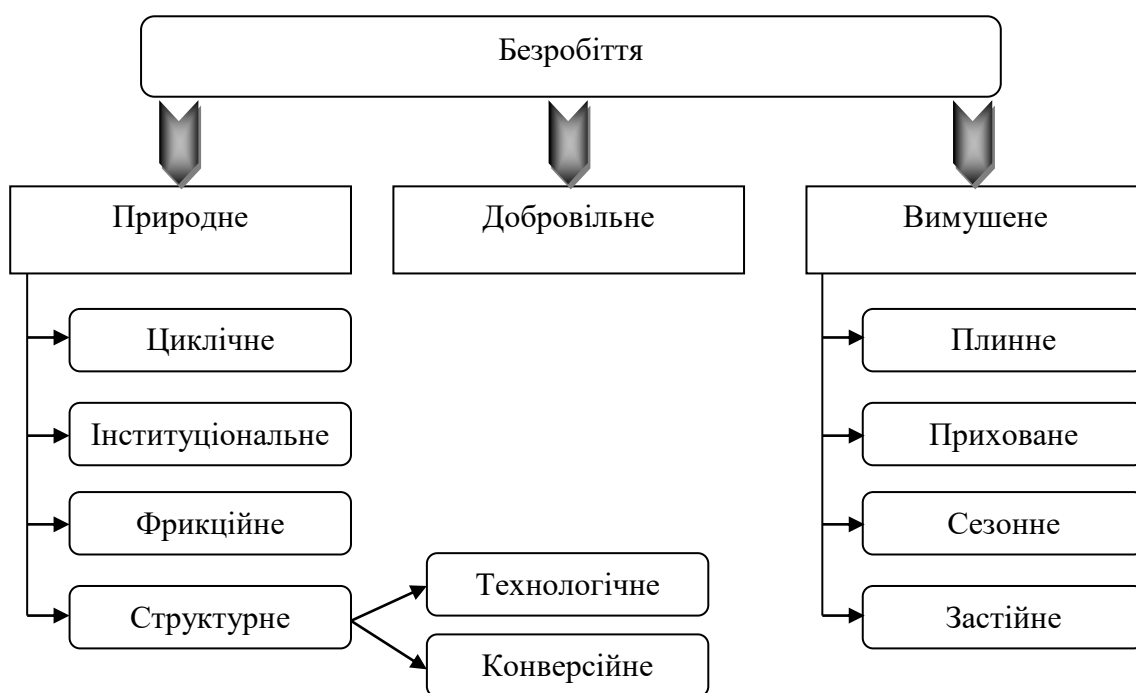 Безробіття
Природне
Добровільне
Вимушене
Циклічне
Плинне
Інституціональне
Приховане
Фрикційне
Сезонне
Технологічне
Структурне
Застійне
Конверсійне